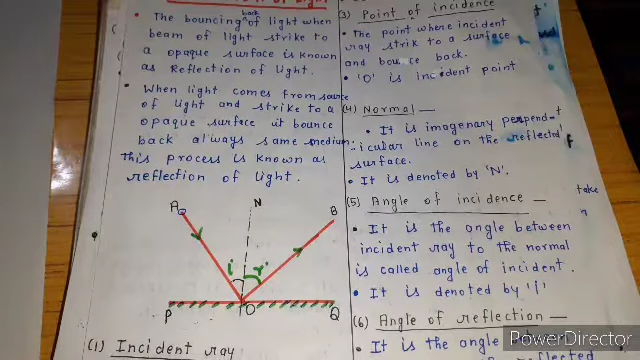 of Light
• The bouncing back of light when
beam of light strike to
a opaque surface is known
as Reflection of light.
• When light comes from source
of light and strike to a
opaque surface it bounce
back always same medium
this process is known as
reflection of light.
A
N
B
i
r
P
O
Q
(1) Incident ray
(3) Point of incidence
• The point where incident
ray strik to a surface
and bounce back.
• 'O' is incident point
(4) Normal —
• It is imagenary perpend-
icular line on the reflected
surface.
• It is denoted by 'N'.
(5) Angle of incidence —
take
• It is the angle between
incident ray to the normal
is called angle of incident.
• It is denoted by 'i'
(6) Angle of reflection —
• It is the angle
reflected
PowerDirector